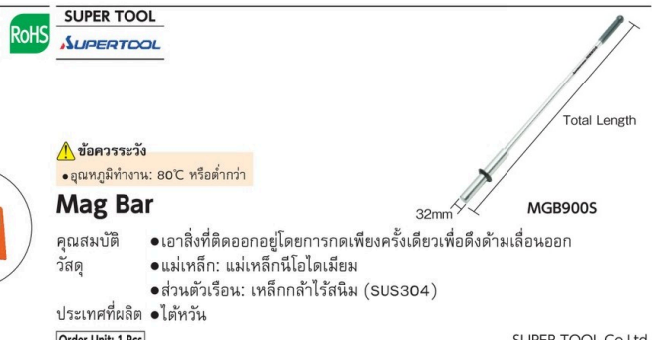 RoHS
SUPER TOOL
SUPERTOOL
Total Length
ข้อควรระวัง
●อุณหภูมิทำงาน: 80℃ หรือต่ำกว่า
Mag Bar
32mm
MGB900S
คุณสมบัติ ●เอาสิ่งที่ติดออกอยู่โดยการกดเพียงครั้งเดียวเพื่อดึงด้ามเลื่อนออก
วัสดุ ●แม่เหล็ก: แม่เหล็กนีโอไดเมียม
●ส่วนตัวเรือน: เหล็กกล้าไร้สนิม (SUS304)
ประเทศที่ผลิต ●ไต้หวัน
Order Unit: 1 Pcs
SUPER TOOL Co.Ltd